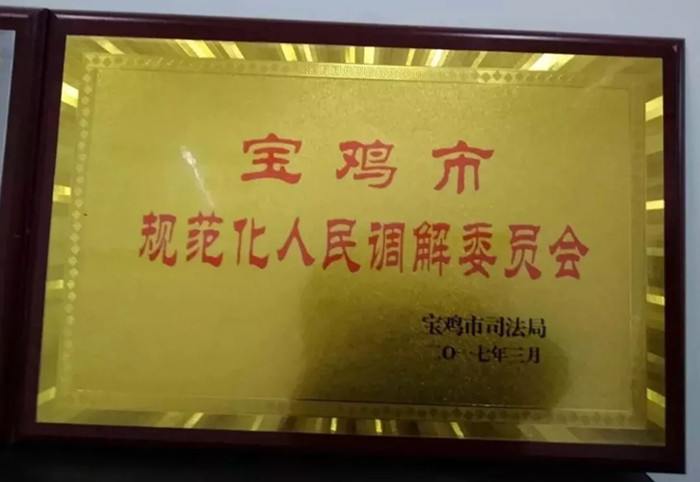 宝鸡市
规范化人民调解委员会
宝鸡市司法局
二〇一七年三月